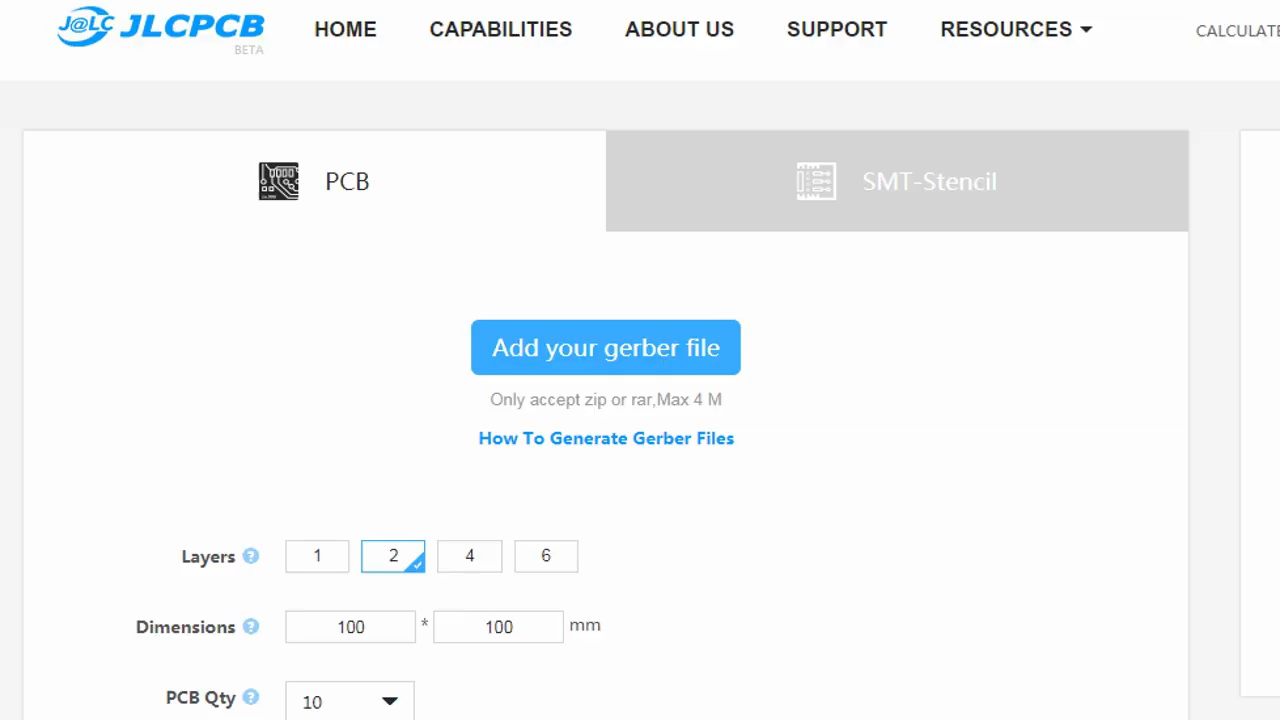 J@LC JLCPCB
BETA
HOME CAPABILITIES ABOUT US SUPPORT RESOURCES CALCULATE
PCB
SMT-Stencil
Add your gerber file
Only accept zip or rar,Max 4 M
How To Generate Gerber Files
Layers ? 1 2 4 6
Dimensions ? 100 * 100 mm
PCB Qty ? 10